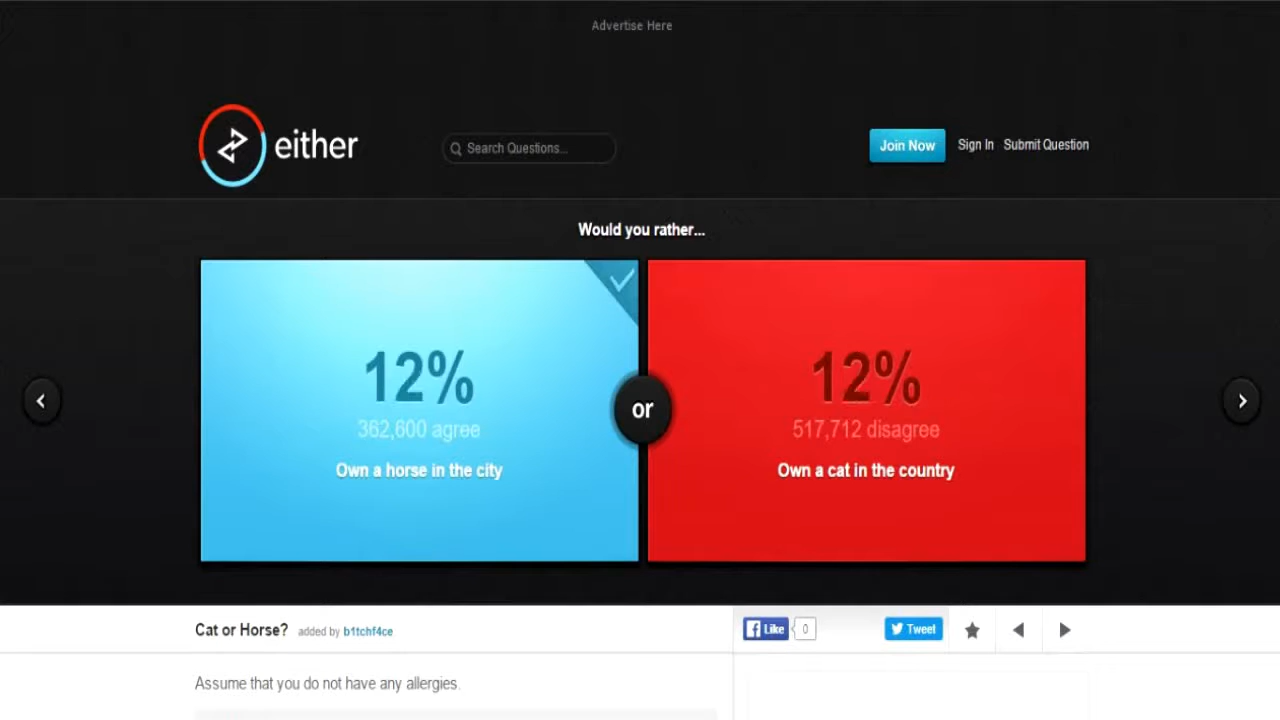 Advertise Here
either
Search Questions...
Join Now
Sign In
Submit Question
Would you rather...
12%
362,600 agree
Own a horse in the city
or
12%
517,712 disagree
Own a cat in the country
Cat or Horse? added by b1tchf4ce
Like 0
Tweet
Assume that you do not have any allergies.